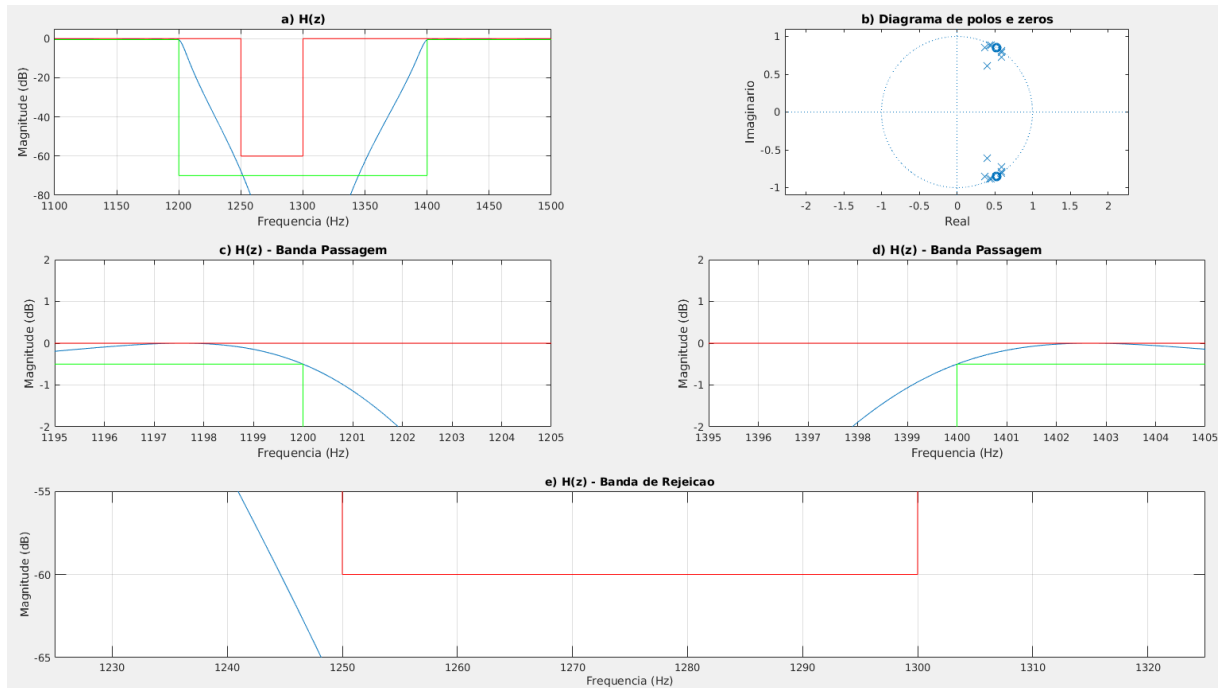 a) H(z)
Magnitude (dB)
0
-20
-40
-60
-80
1100 1150 1200 1250 1300 1350 1400 1450 1500
Frequencia (Hz)
b) Diagrama de polos e zeros
Imaginario
1
0.5
0
-0.5
-1
-2 -1.5 -1 -0.5 0 0.5 1 1.5 2
Real
c) H(z) - Banda Passagem
Magnitude (dB)
2
1
0
-1
-2
1195 1196 1197 1198 1199 1200 1201 1202 1203 1204 1205
Frequencia (Hz)
d) H(z) - Banda Passagem
Magnitude (dB)
2
1
0
-1
-2
1395 1396 1397 1398 1399 1400 1401 1402 1403 1404 1405
Frequencia (Hz)
e) H(z) - Banda de Rejeicao
Magnitude (dB)
-55
-60
-65
1230 1240 1250 1260 1270 1280 1290 1300 1310 1320
Frequencia (Hz)